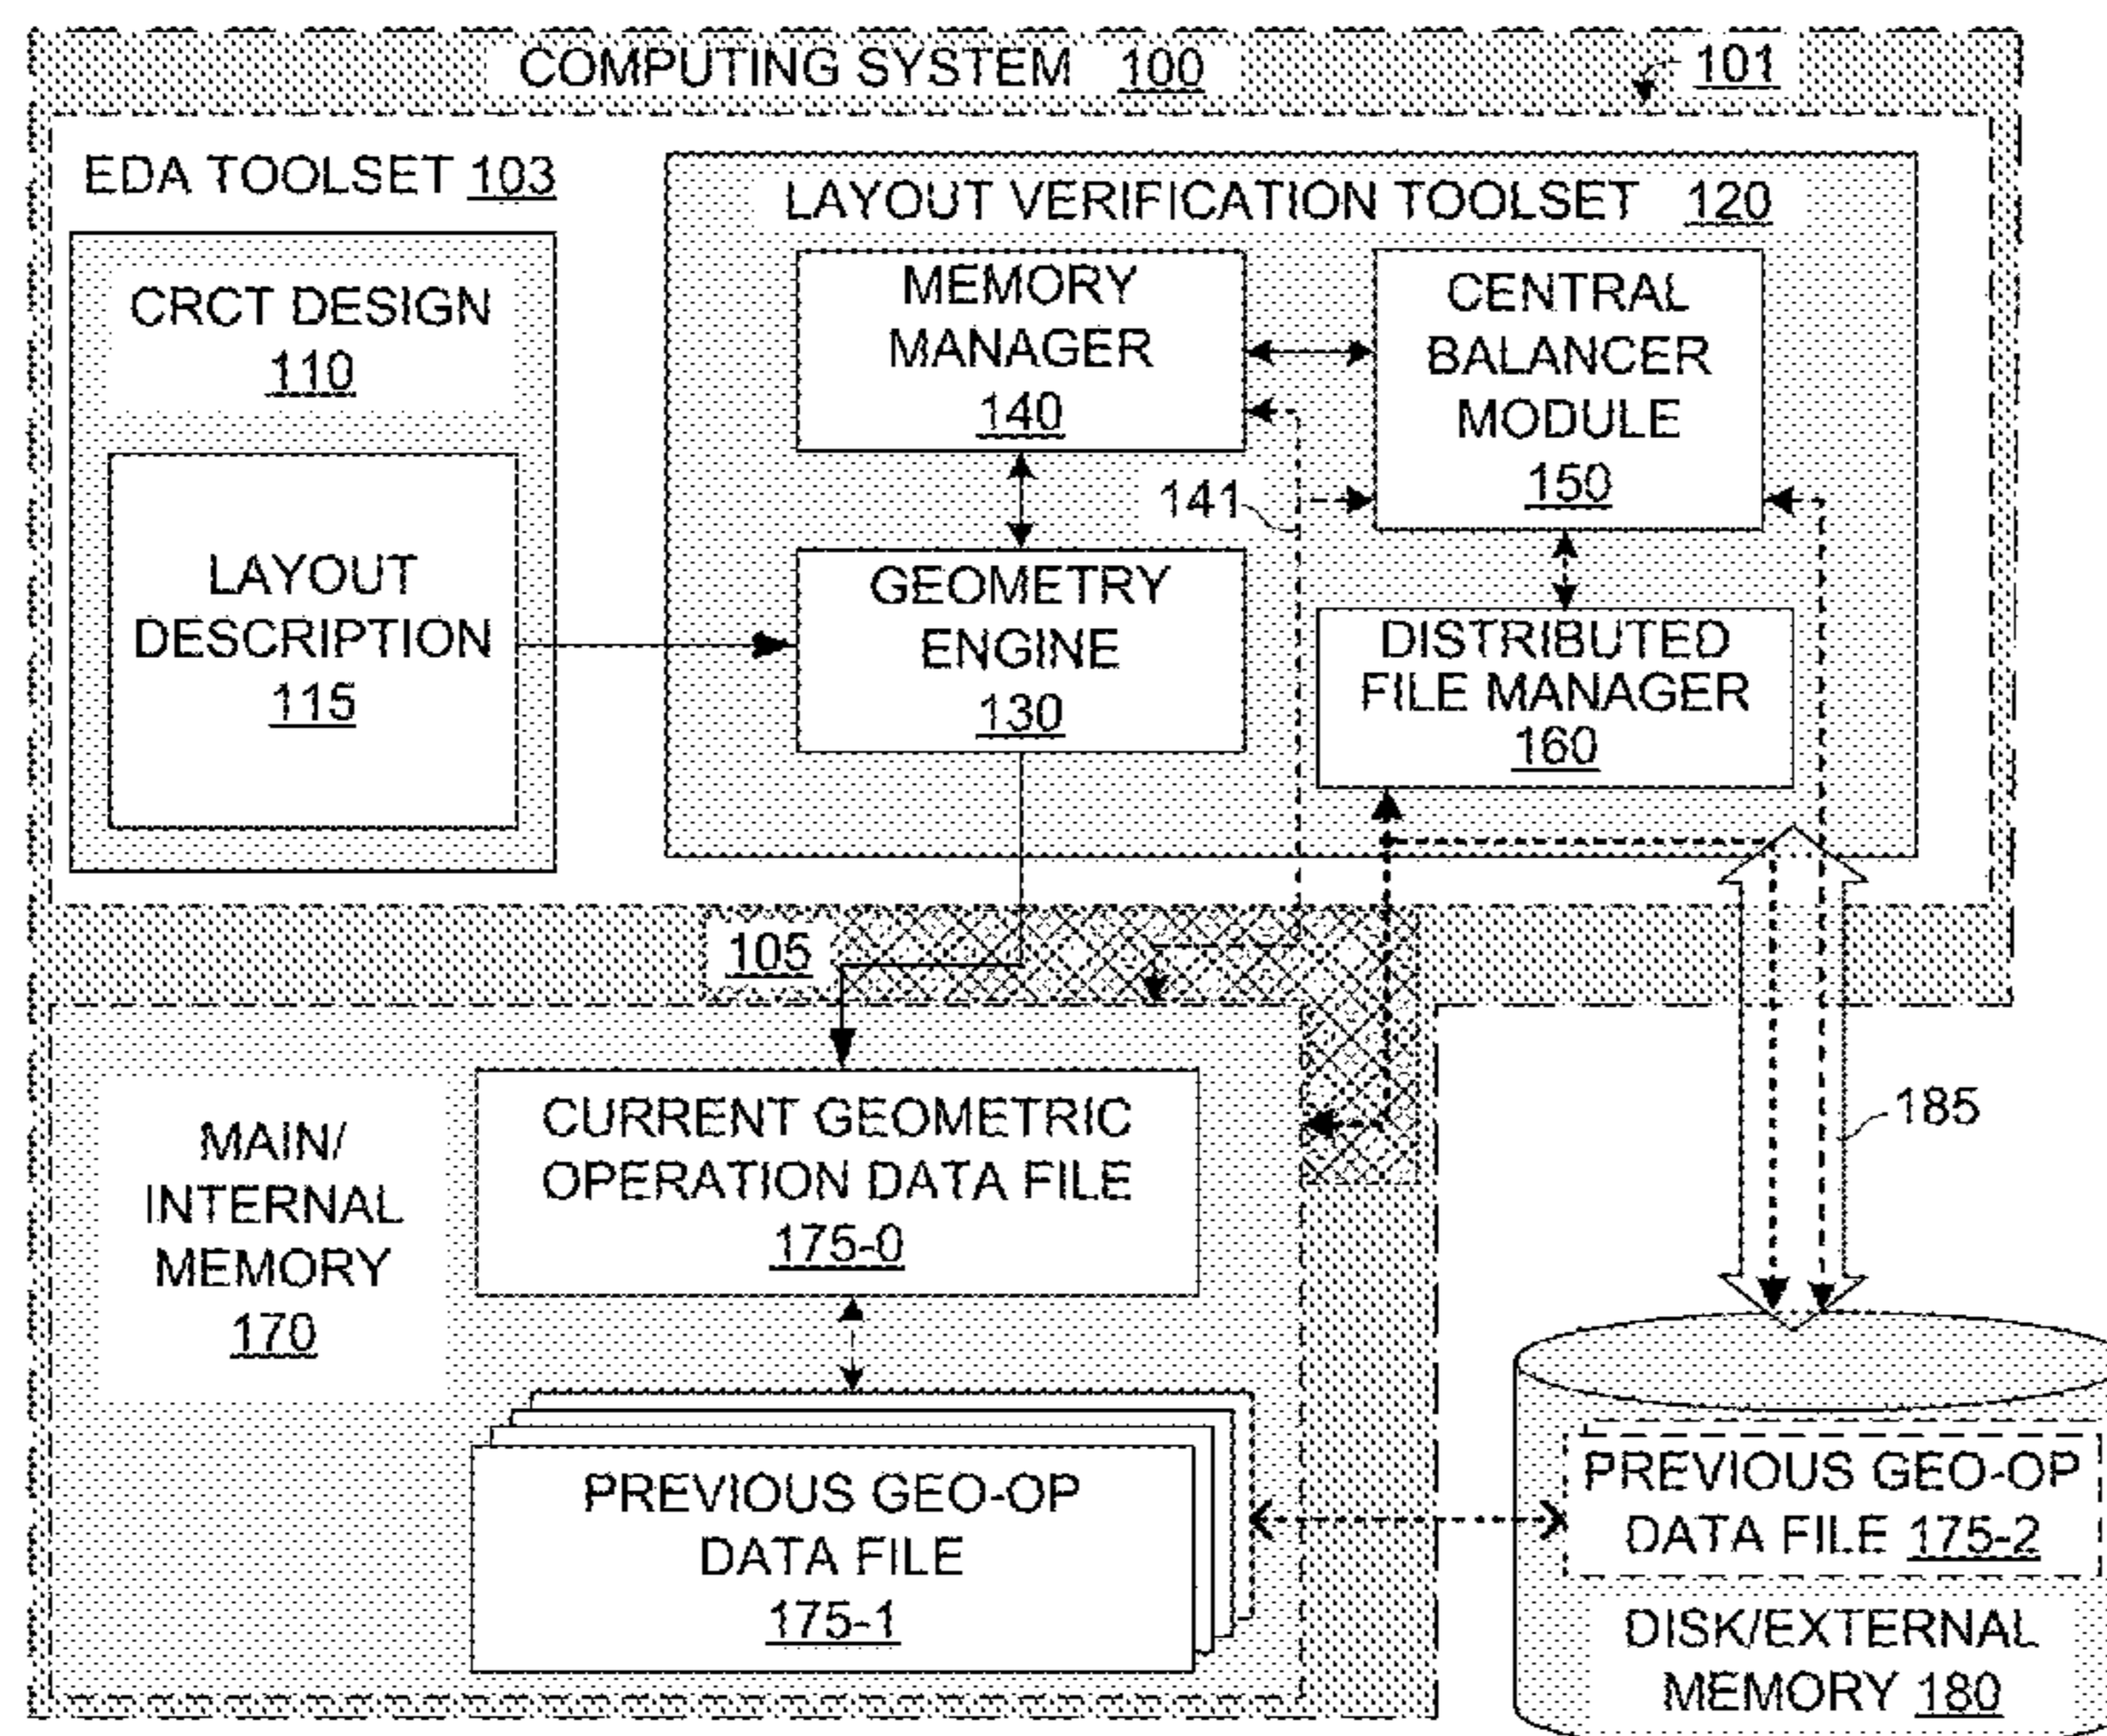 COMPUTING SYSTEM 100
101
EDA TOOLSET 103
CRCT DESIGN
110
LAYOUT
DESCRIPTION
115
LAYOUT VERIFICATION TOOLSET 120
MEMORY
MANAGER
140
CENTRAL
BALANCER
MODULE
150
141
GEOMETRY
ENGINE
130
DISTRIBUTED
FILE MANAGER
160
105
MAIN/
INTERNAL
MEMORY
170
CURRENT GEOMETRIC
OPERATION DATA FILE
175-0
185
PREVIOUS GEO-OP
DATA FILE
175-1
PREVIOUS GEO-OP
DATA FILE 175-2
DISK/EXTERNAL
MEMORY 180